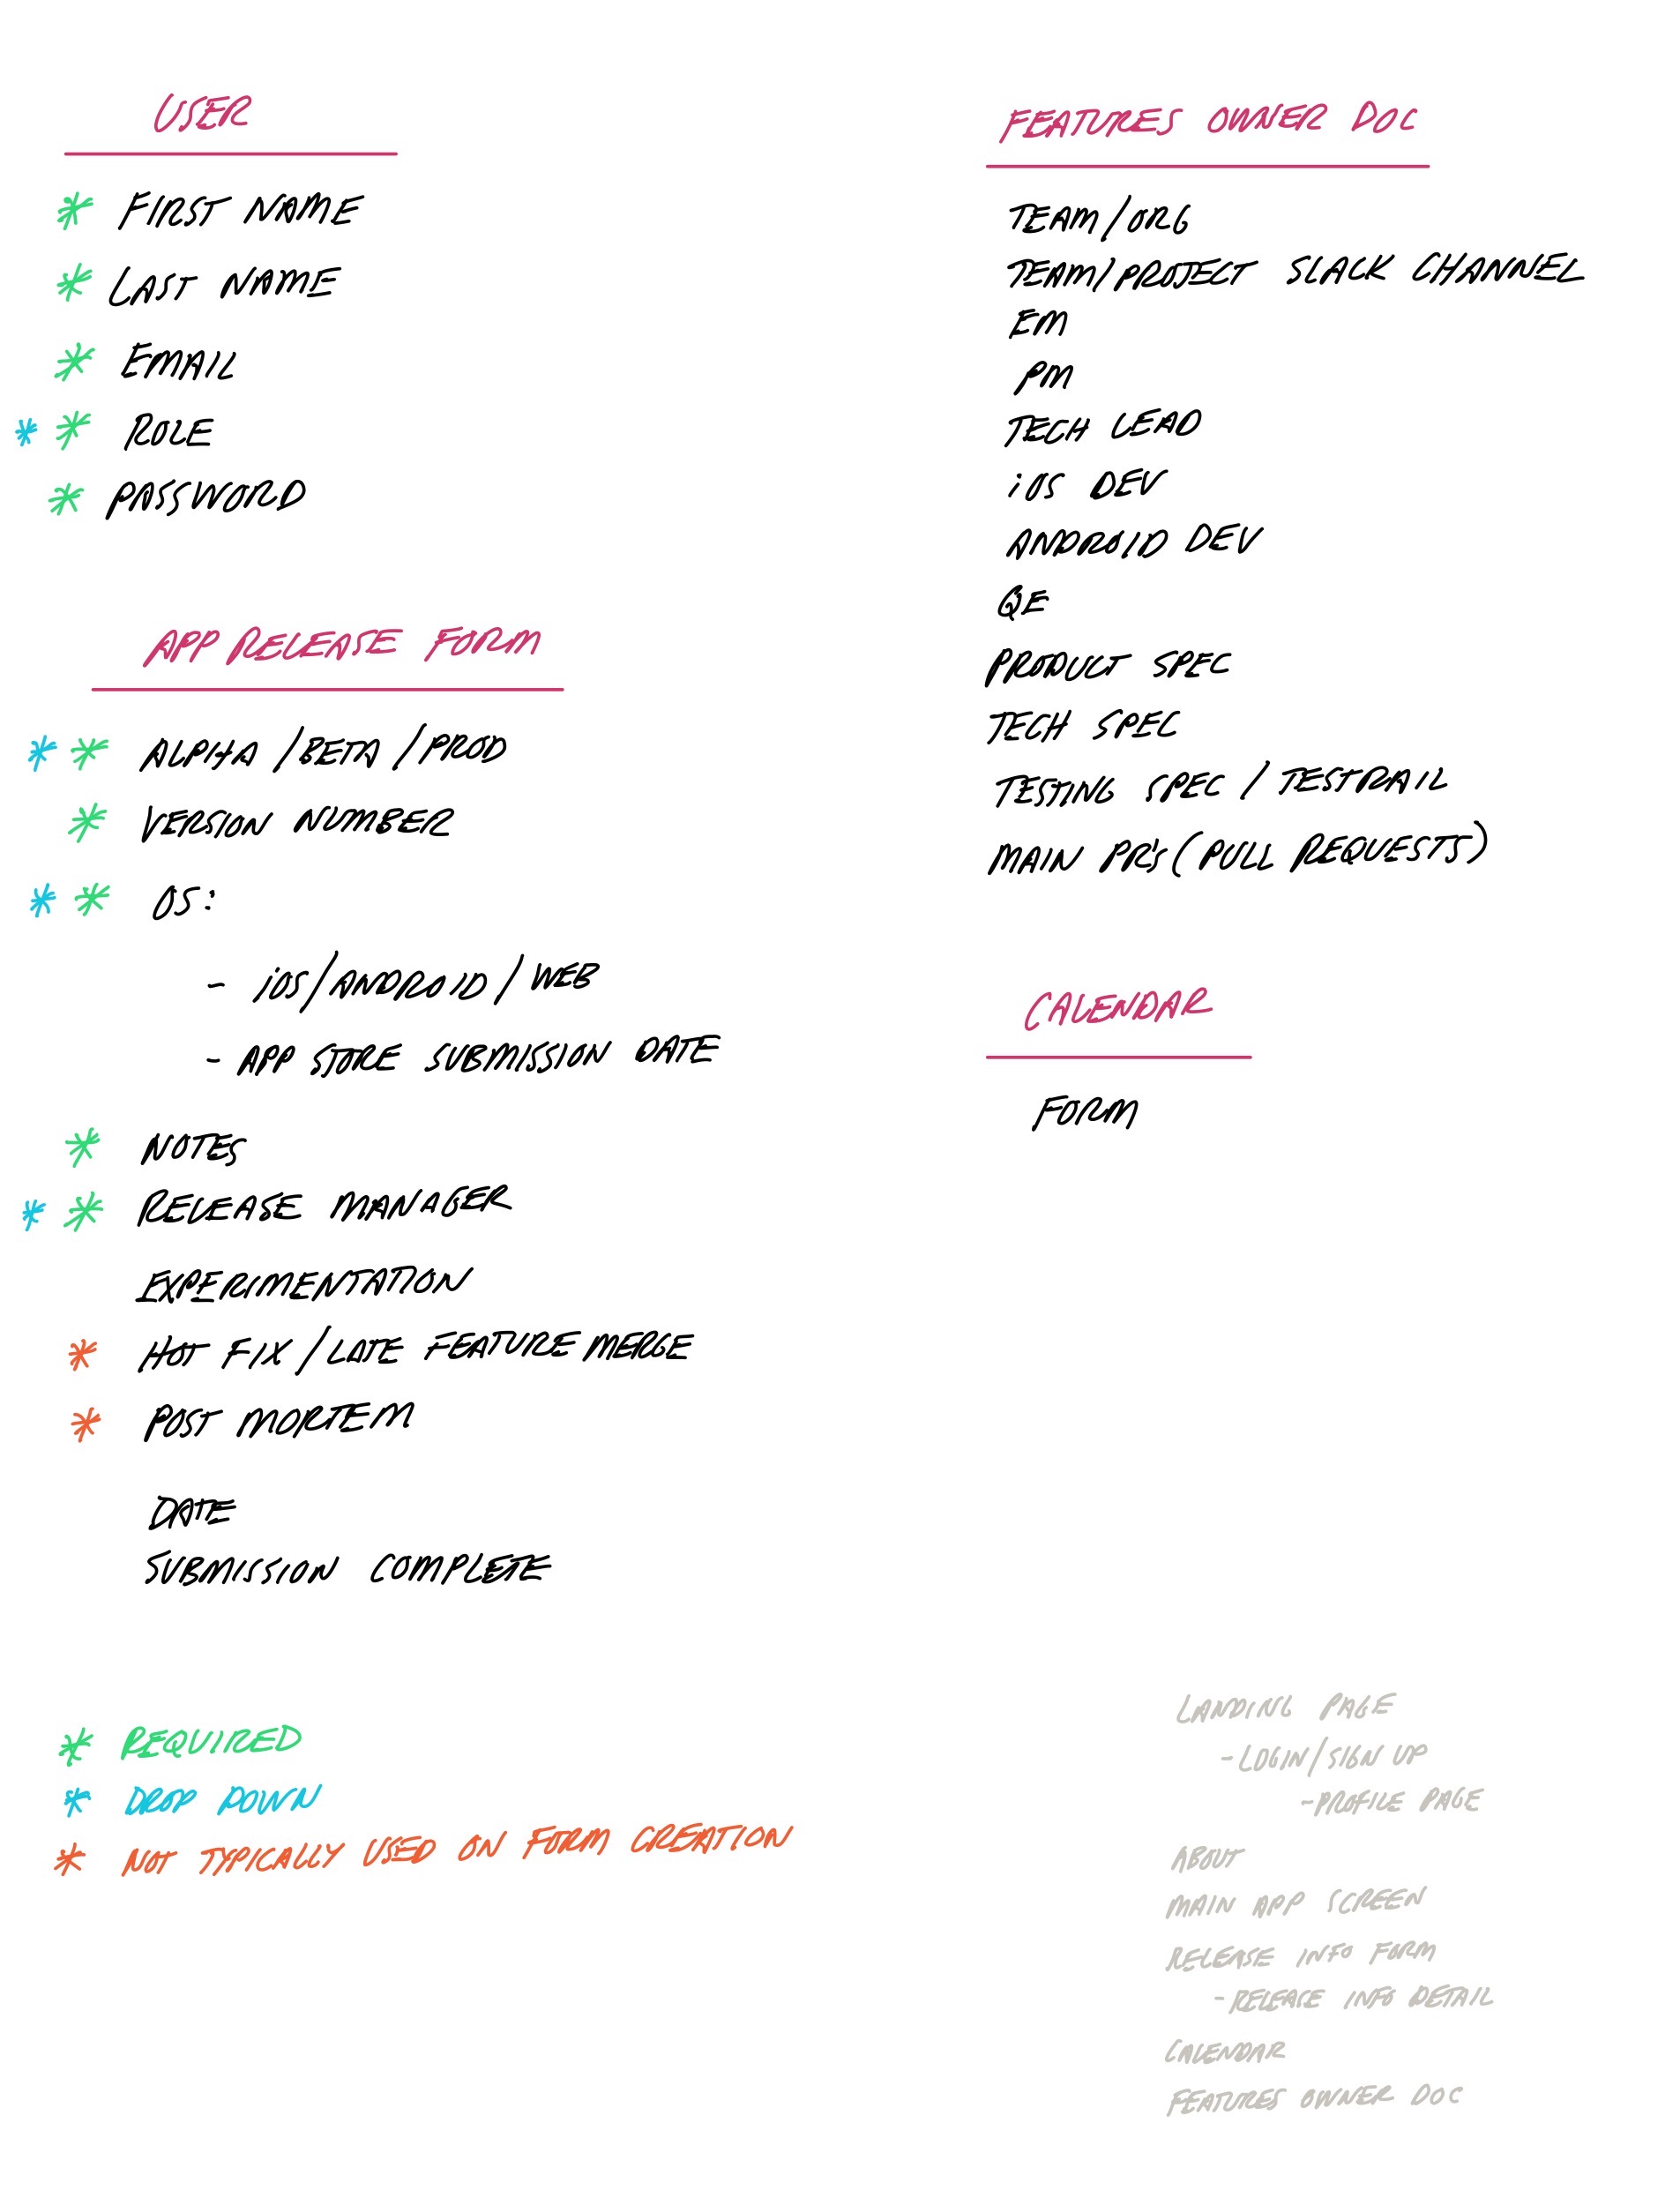 USER
* FIRST NAME
* LAST NAME
* EMAIL
* * ROLE
* PASSWORD
APP RELEASE FORM
* * ALPHA / BETA / PROD
* VERSION NUMBER
* * OS:
- iOS / ANDROID / WEB
- APP STORE SUBMISSION DATE
* NOTES
* * RELEASE MANAGER
EXPERIMENTATION
* HOT FIX / LATE FEATURE MERGE
* POST MORTEM
DATE
SUBMISSION COMPLETE
* REQUIRED
* DROP DOWN
* NOT TYPICALLY USED ON FORM CREATION
FEATURES OWNER DOC
TEAM/ORG
TEAM/PROJECT SLACK CHANNEL
EM
PM
TECH LEAD
iOS DEV
ANDROID DEV
QE
PRODUCT SPEC
TECH SPEC
TESTING SPEC / TESTRAIL
MAIN PR'S (PULL REQUESTS)
CALENDAR
FORM
LANDING PAGE
- LOGIN/SIGN UP
- PROFILE PAGE
ABOUT
MAIN APP SCREEN
RELEASE INFO FORM
- RELEASE INFO DETAIL
CALENDAR
FEATURES OWNER DOC